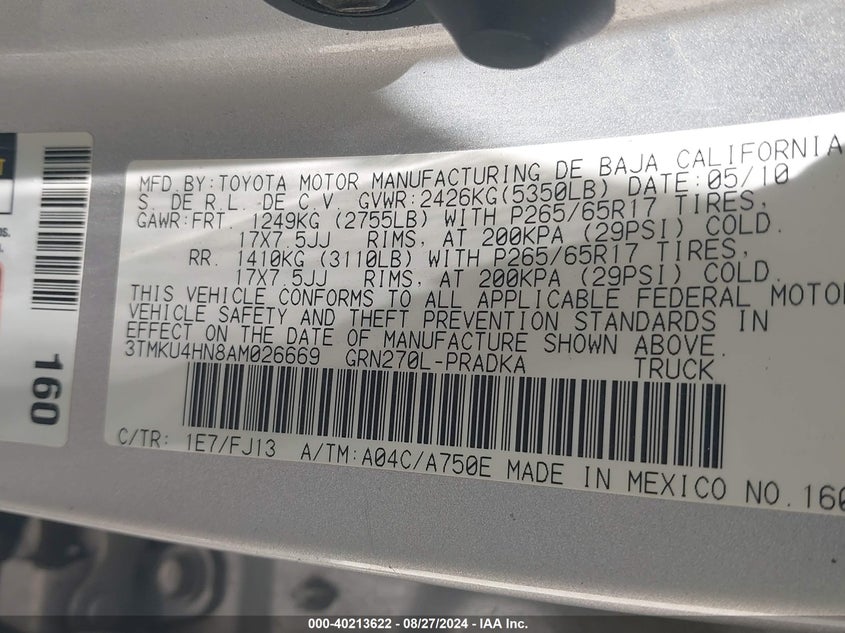 MFD.BY:TOYOTA MOTOR MANUFACTURING DE BAJA CALIFORNIA
S. DE R.L. DE C.V. GVWR:2426KG(5350LB) DATE:05/10
GAWR:FRT. 1249KG (2755LB) WITH P265/65R17 TIRES,
17X7.5JJ RIMS, AT 200KPA (29PSI) COLD.
RR. 1410KG (3110LB) WITH P265/65R17 TIRES,
17X7.5JJ RIMS, AT 200KPA (29PSI) COLD.
THIS VEHICLE CONFORMS TO ALL APPLICABLE FEDERAL MOTOR
VEHICLE SAFETY AND THEFT PREVENTION STANDARDS IN
EFFECT ON THE DATE OF MANUFACTURE SHOWN ABOVE.
3TMKU4HN8AM026669 GRN270L-PRADKA TRUCK
C/TR: 1E7/FJ13 A/TM:A04C/A750E MADE IN MEXICO NO.160
160
000-40213622 - 08/27/2024 - IAA Inc.